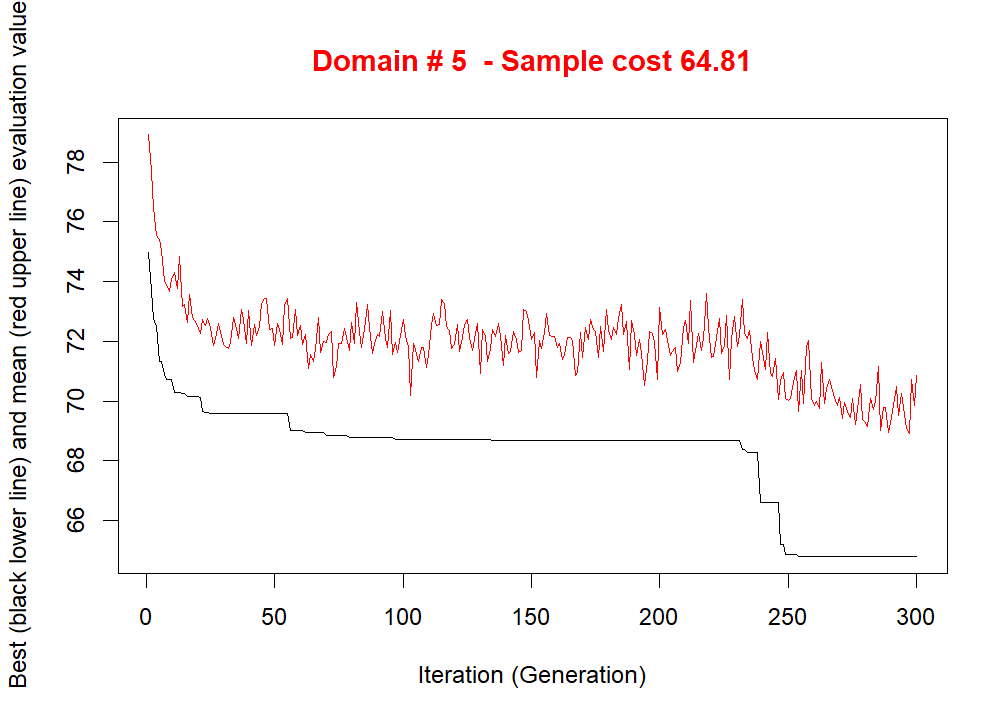 Domain # 5  - Sample cost 64.81
Best (black lower line) and mean (red upper line) evaluation value
78
76
74
72
70
68
66
0 50 100 150 200 250 300
Iteration (Generation)